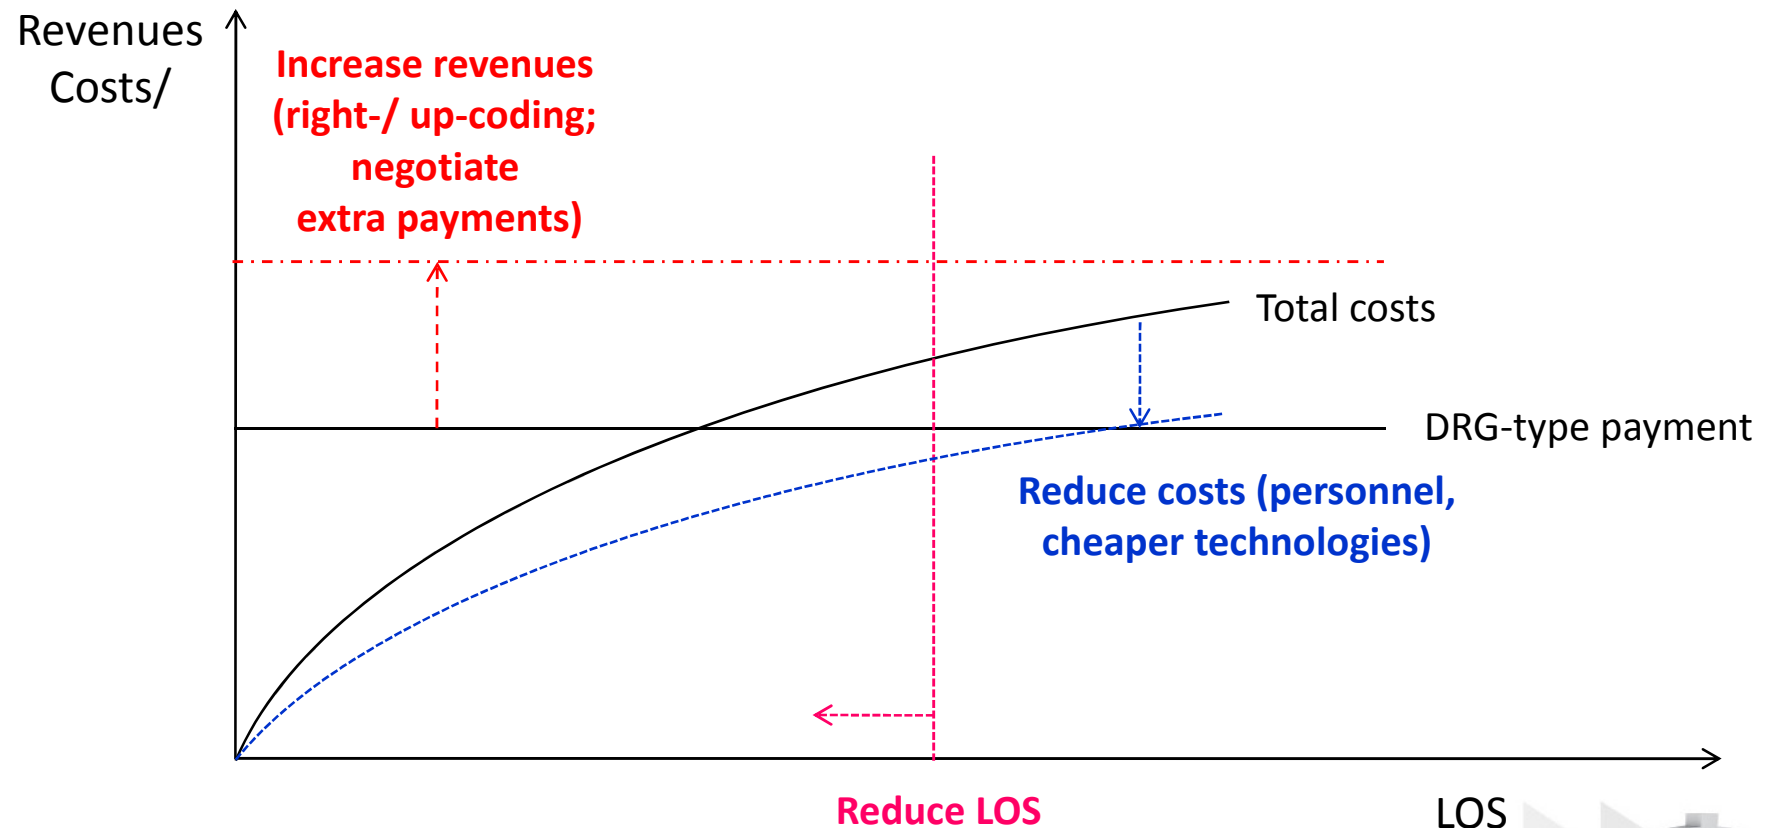 Revenues
Costs/
Increase revenues
(right-/ up-coding;
negotiate
extra payments)
Total costs
DRG-type payment
Reduce costs (personnel,
cheaper technologies)
Reduce LOS
LOS